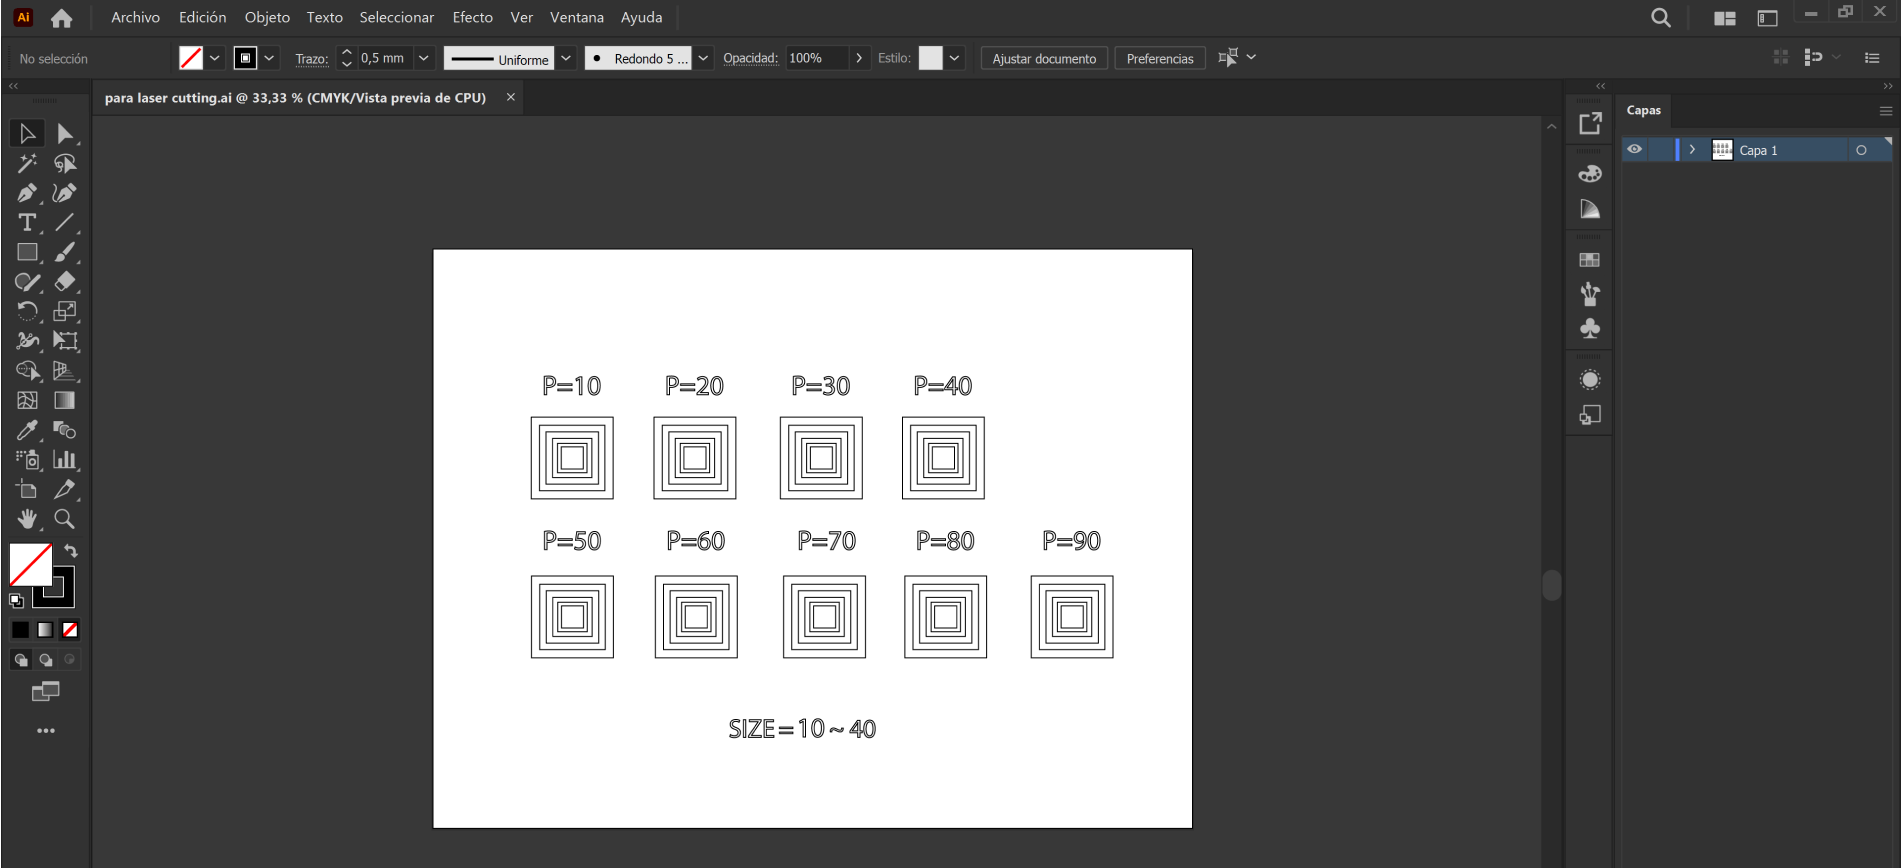 Ai
Archivo Edición Objeto Texto Seleccionar Efecto Ver Ventana Ayuda
No selección
Trazo: 0,5 mm Uniforme Redondo 5 ... Opacidad: 100% Estilo: Ajustar documento Preferencias
para laser cutting.ai @ 33,33 % (CMYK/Vista previa de CPU) ×
Capas
Capa 1
P=10 P=20 P=30 P=40
P=50 P=60 P=70 P=80 P=90
SIZE = 10 ~ 40